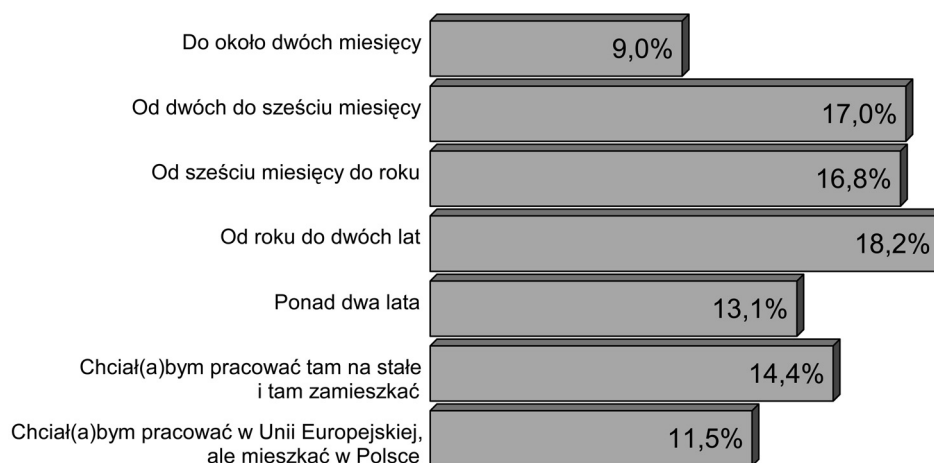 Do około dwóch miesięcy
9,0%
Od dwóch do sześciu miesięcy
17,0%
Od sześciu miesięcy do roku
16,8%
Od roku do dwóch lat
18,2%
Ponad dwa lata
13,1%
Chciał(a)bym pracować tam na stałe
i tam zamieszkać
14,4%
Chciał(a)bym pracować w Unii Europejskiej,
ale mieszkać w Polsce
11,5%